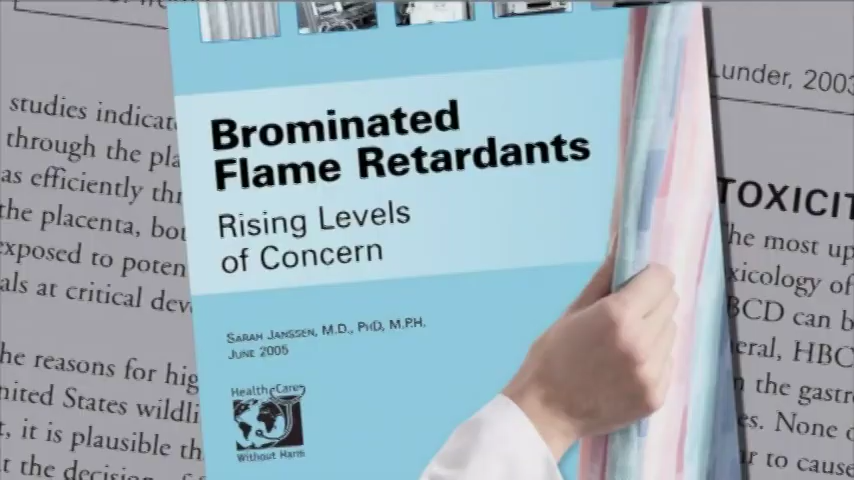 studies indicat
through the pla
as efficiently thr
the placenta, bot
exposed to poten
als at critical dev
he reasons for hig
nited States wildli
t, it is plausible th
t the decision of s
Brominated
Flame Retardants
Rising Levels
of Concern
Sarah Janssen, M.D., PhD, M.P.H.
June 2005
Health Care
Without Harm
Lunder, 2003
TOXICIT
he most up
xicology of
BCD can b
eral, HBC
n the gastr
es. None o
ar to cause